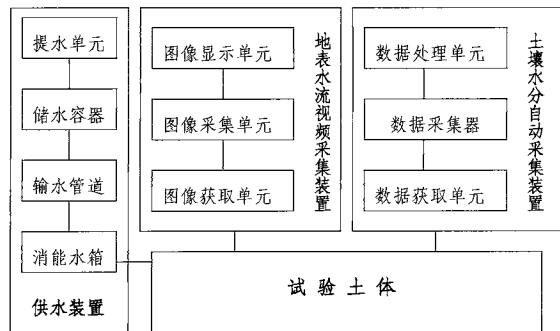 提水单元
储水容器
输水管道
消能水箱
供水装置
图像显示单元
图像采集单元
图像获取单元
地表水流视频采集装置
数据处理单元
数据采集器
数据获取单元
土壤水分自动采集装置
试验土体